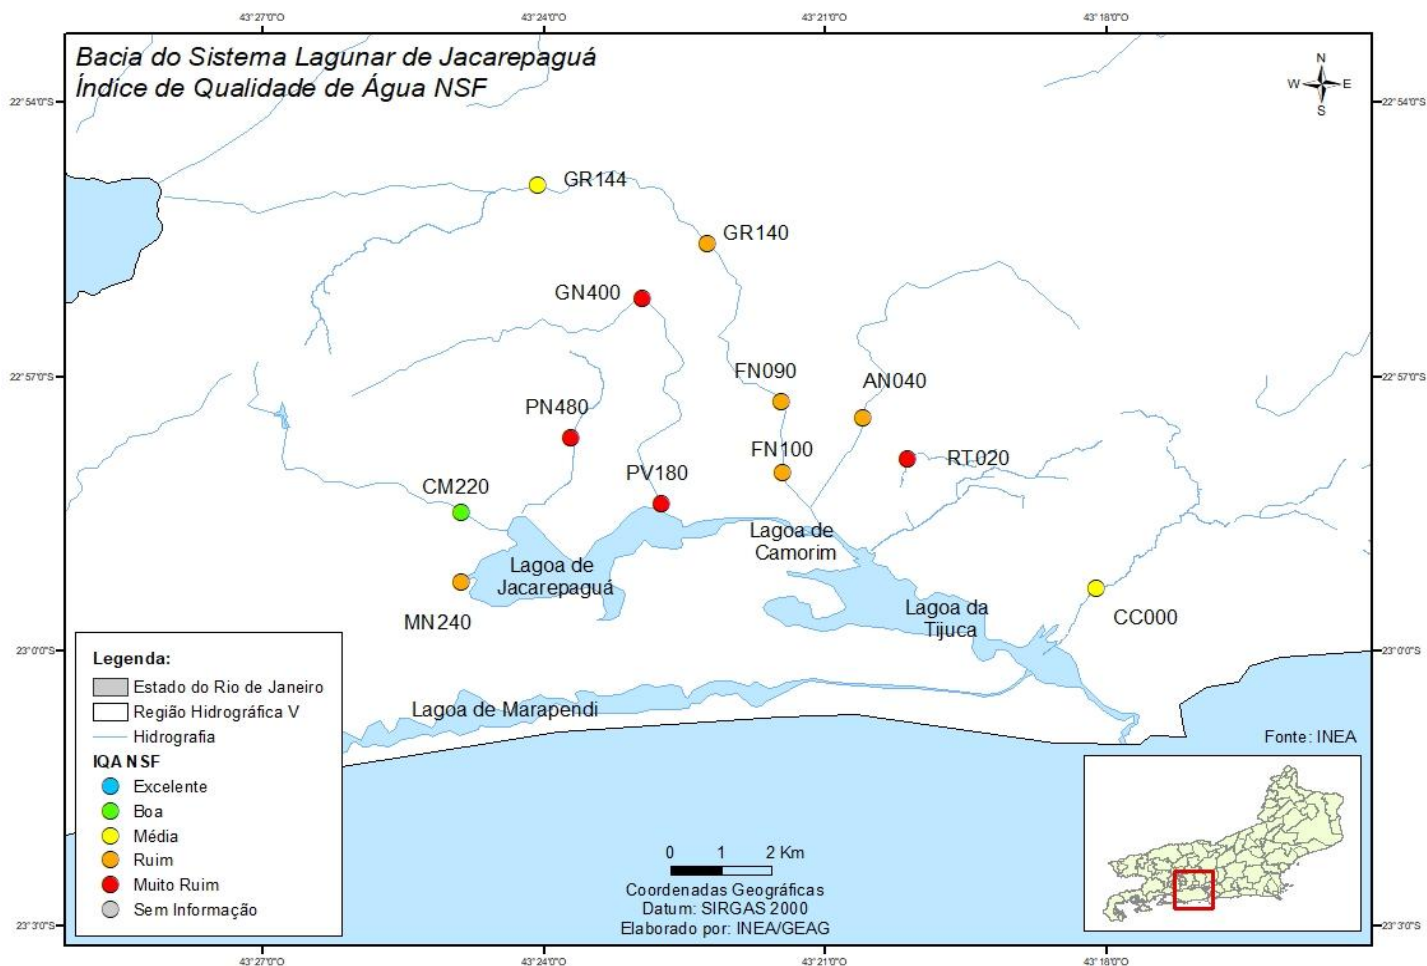 43°27'0"O
43°24'0"O
43°21'0"O
43°18'0"O
Bacia do Sistema Lagunar de Jacarepaguá
Índice de Qualidade de Água NSF
N
W
E
S
22°54'0"S
22°54'0"S
GR144
GR140
GN400
22°57'0"S
22°57'0"S
FN090
AN040
PN480
FN100
RT020
PV180
CM220
Lagoa de
Camorim
Lagoa de
Jacarepaguá
Lagoa da
Tijuca
MN240
CC000
23°0'0"S
23°0'0"S
Lagoa de Marapendi
Legenda:
Estado do Rio de Janeiro
Região Hidrográfica V
Hidrografia
IQA NSF
Excelente
Boa
Média
Ruim
Muito Ruim
Sem Informação
Fonte: INEA
0 1 2 Km
Coordenadas Geográficas
Datum: SIRGAS 2000
Elaborado por: INEA/GEAG
23°3'0"S
23°3'0"S
43°27'0"O
43°24'0"O
43°21'0"O
43°18'0"O